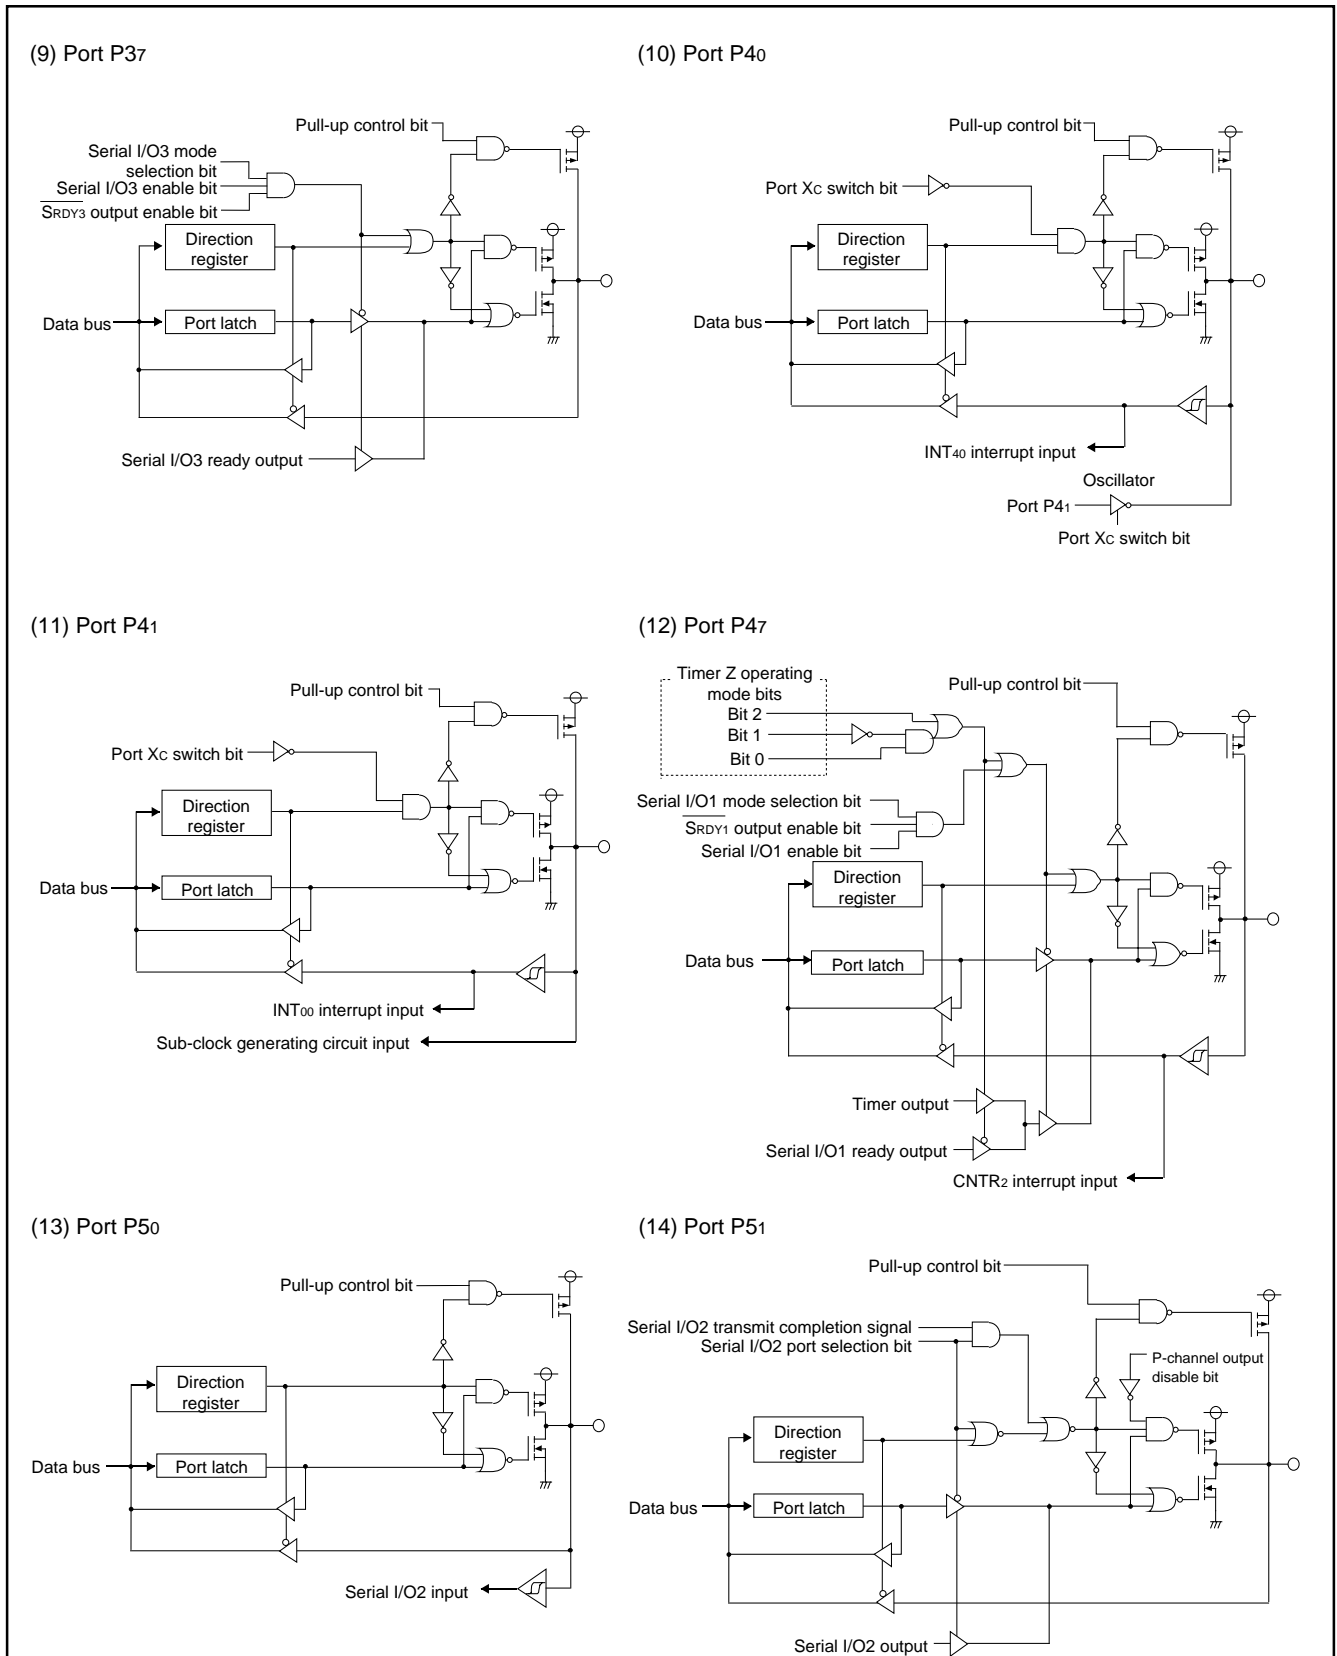 (9) Port P37
Pull-up control bit
Serial I/O3 mode
selection bit
Serial I/O3 enable bit
SRDY3 output enable bit
Direction
register
Data bus
Port latch
Serial I/O3 ready output
(10) Port P40
Pull-up control bit
Port XC switch bit
Direction
register
Data bus
Port latch
INT40 interrupt input
Oscillator
Port P41
Port XC switch bit
(11) Port P41
Pull-up control bit
Port XC switch bit
Direction
register
Data bus
Port latch
INT00 interrupt input
Sub-clock generating circuit input
(12) Port P47
Timer Z operating
mode bits
Bit 2
Bit 1
Bit 0
Pull-up control bit
Serial I/O1 mode selection bit
SRDY1 output enable bit
Serial I/O1 enable bit
Direction
register
Data bus
Port latch
Timer output
Serial I/O1 ready output
CNTR2 interrupt input
(13) Port P50
Pull-up control bit
Direction
register
Data bus
Port latch
Serial I/O2 input
(14) Port P51
Pull-up control bit
Serial I/O2 transmit completion signal
Serial I/O2 port selection bit
P-channel output
disable bit
Direction
register
Data bus
Port latch
Serial I/O2 output